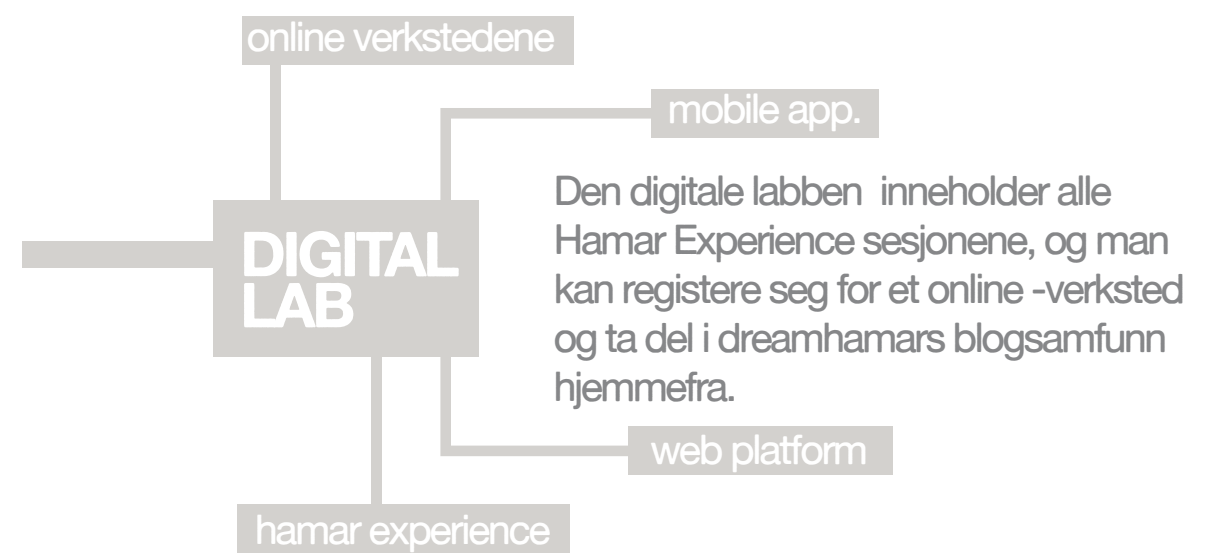 online verkstedene
mobile app.
Den digitale labben  inneholder alle
Hamar Experience sesjonene, og man
kan registere seg for et online -verksted
og ta del i dreamhamars blogsamfunn
hjemmefra.
DIGITAL
LAB
web platform
hamar experience